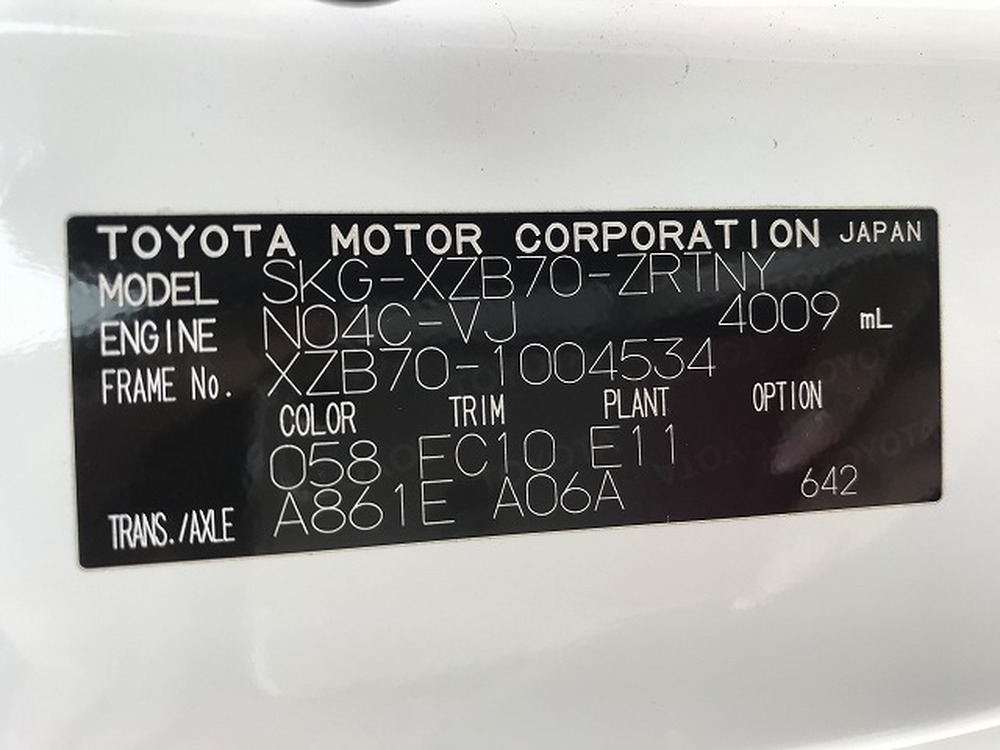 TOYOTA MOTOR CORPORATION JAPAN
MODEL SKG-XZB70-ZRTNY
ENGINE N04C-VJ 4009 mL
FRAME No. XZB70-1004534
COLOR TRIM PLANT OPTION
058 FC10 E11
TRANS./AXLE A861E A06A 642